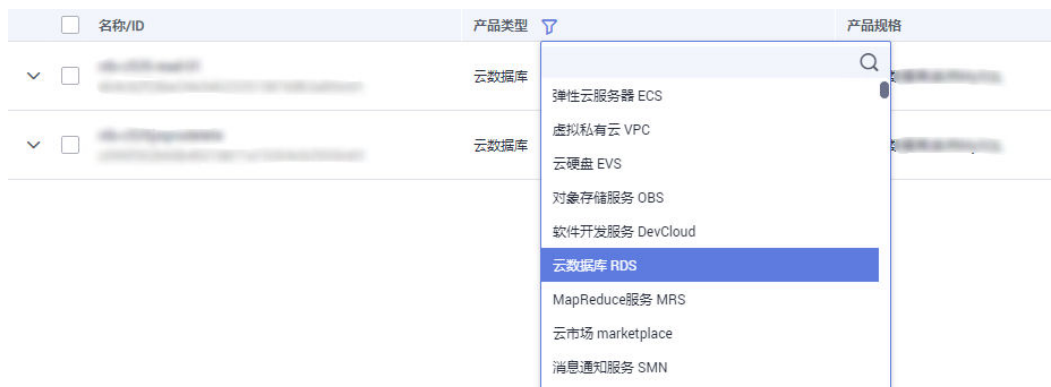 名称/ID 产品类型 产品规格
云数据库
弹性云服务器 ECS
虚拟私有云 VPC
云数据库
云硬盘 EVS
对象存储服务 OBS
软件开发服务 DevCloud
云数据库 RDS
MapReduce服务 MRS
云市场 marketplace
消息通知服务 SMN